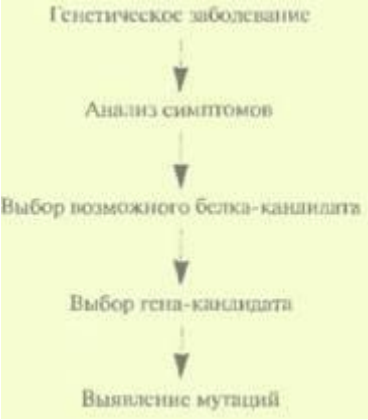 Генетическое заболевание
Анализ симптомов
Выбор возможного белка-кандидата
Выбор гена-кандидата
Выявление мутаций